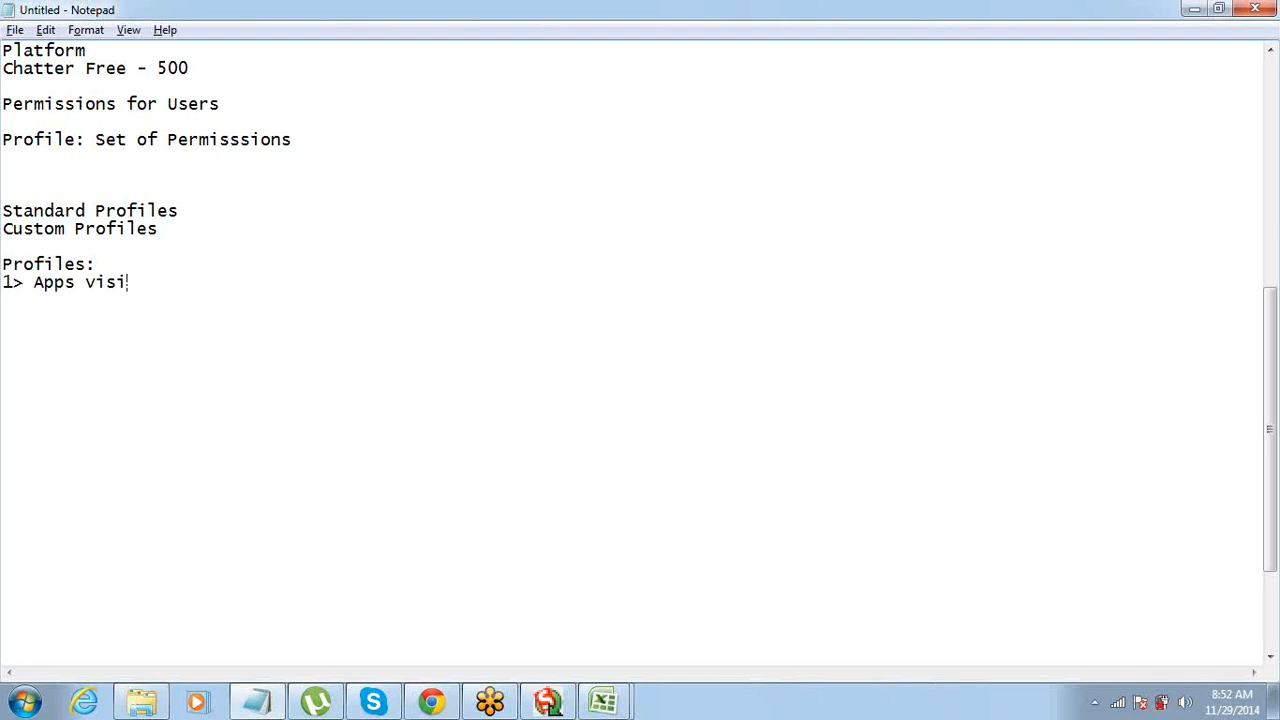 Untitled - Notepad
File Edit Format View Help
Platform
Chatter Free - 500
Permissions for Users
Profile: Set of Permisssions
Standard Profiles
Custom Profiles
Profiles:
1> Apps visi
8:52 AM
11/29/2014